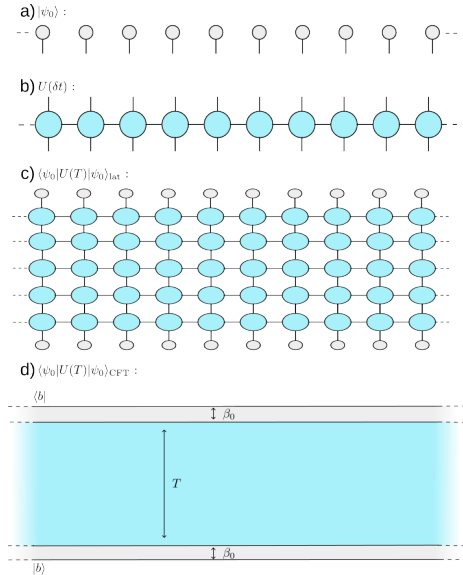 a) |ψ₀⟩ :
b) U(δt) :
c) ⟨ψ₀|U(T)|ψ₀⟩lat :
d) ⟨ψ₀|U(T)|ψ₀⟩CFT :
⟨b|
β₀
T
β₀
|b⟩